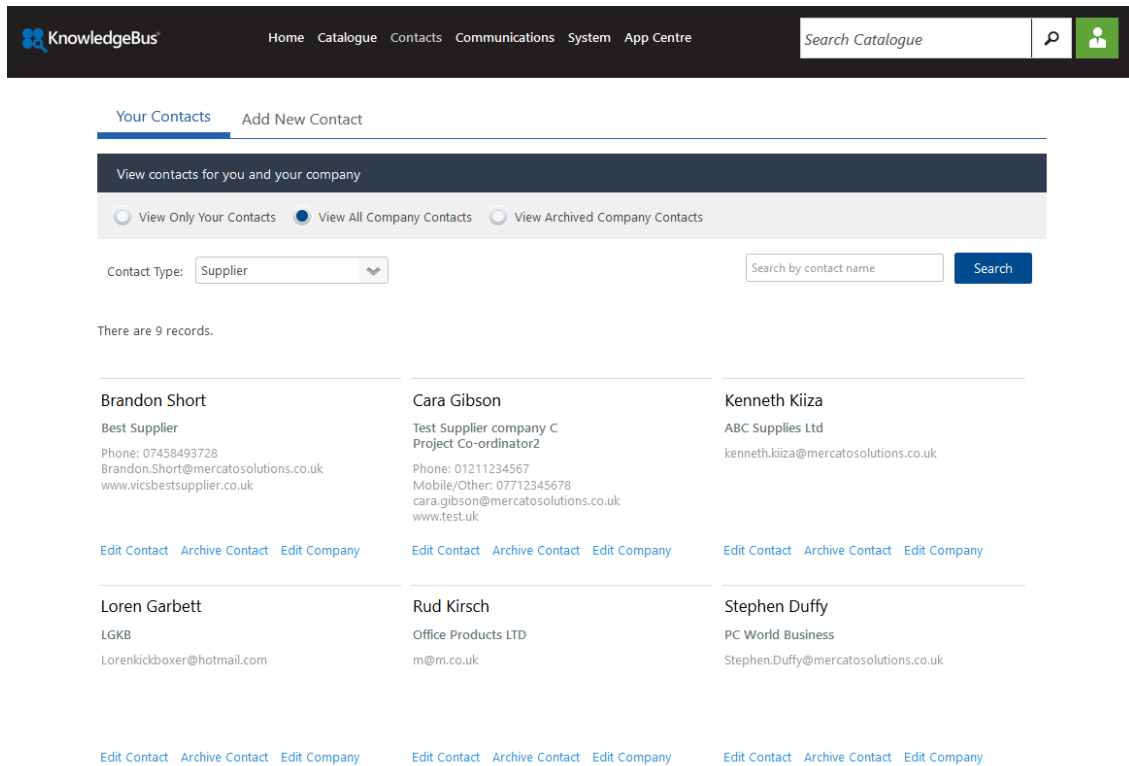 KnowledgeBus®
Home Catalogue Contacts Communications System App Centre
Search Catalogue
Your Contacts Add New Contact
View contacts for you and your company
View Only Your Contacts View All Company Contacts View Archived Company Contacts
Contact Type: Supplier
Search by contact name Search
There are 9 records.
Brandon Short
Best Supplier
Phone: 07458493728
Brandon.Short@mercatosolutions.co.uk
www.vicsbestsupplier.co.uk
Edit Contact Archive Contact Edit Company
Cara Gibson
Test Supplier company C
Project Co-ordinator2
Phone: 01211234567
Mobile/Other: 07712345678
cara.gibson@mercatosolutions.co.uk
www.test.uk
Edit Contact Archive Contact Edit Company
Kenneth Kiiza
ABC Supplies Ltd
kenneth.kiiza@mercatosolutions.co.uk
Edit Contact Archive Contact Edit Company
Loren Garbett
LGKB
Lorenkickboxer@hotmail.com
Edit Contact Archive Contact Edit Company
Rud Kirsch
Office Products LTD
m@m.co.uk
Edit Contact Archive Contact Edit Company
Stephen Duffy
PC World Business
Stephen.Duffy@mercatosolutions.co.uk
Edit Contact Archive Contact Edit Company